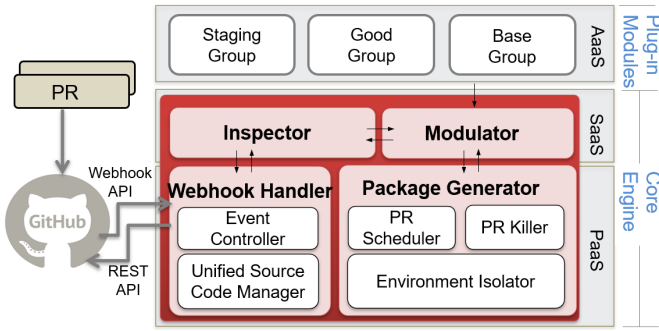 Staging
Group
Good
Group
Base
Group
AaaS
Plug-in
Modules
PR
Inspector
Modulator
SaaS
Webhook
API
GitHub
REST
API
Webhook Handler
Event
Controller
Unified Source
Code Manager
Package Generator
PR
Scheduler
PR Killer
Environment Isolator
PaaS
Core
Engine